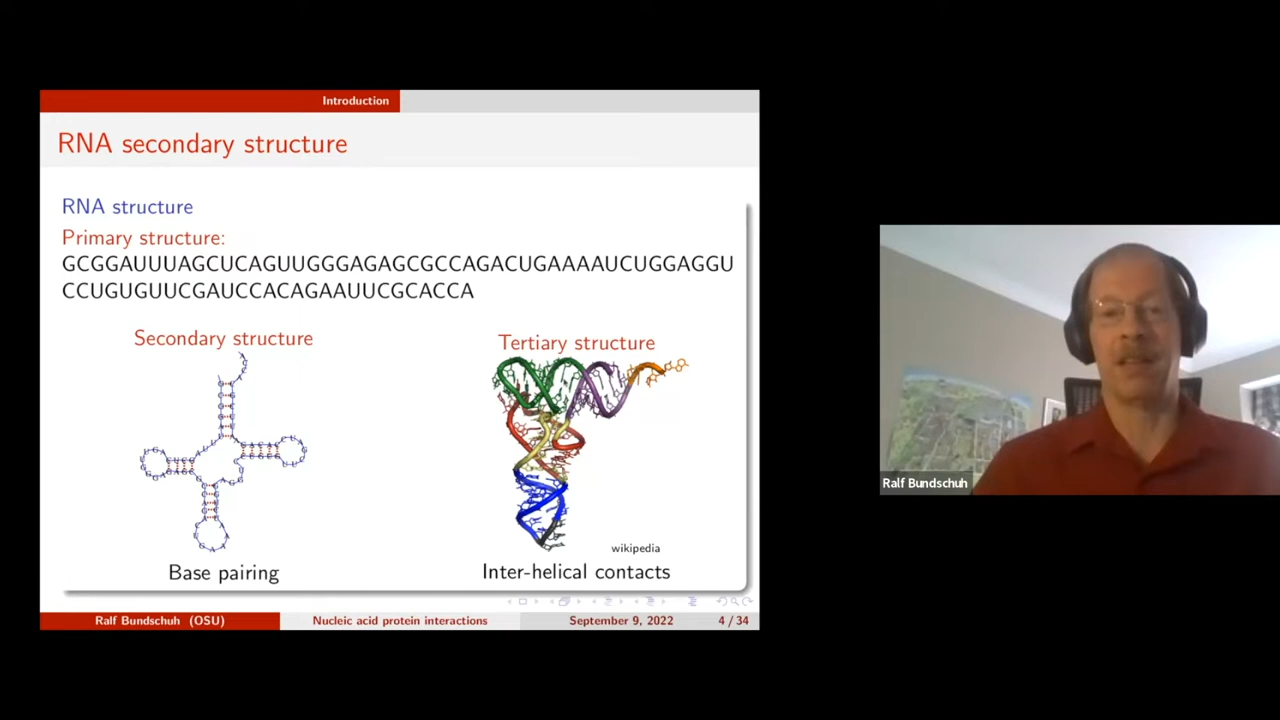 Introduction
RNA secondary structure
RNA structure
Primary structure:
GCGGAUUUAGCUCAGUUGGGAGAGCGCCAGACUGAAAAUCUGGAGGU
CCUGUGUUCGAUCCACAGAAUUCGCACCA
Secondary structure
Tertiary structure
wikipedia
Base pairing
Inter-helical contacts
Ralf Bundschuh (OSU)
Nucleic acid protein interactions
September 9, 2022
4 / 34
Ralf Bundschuh